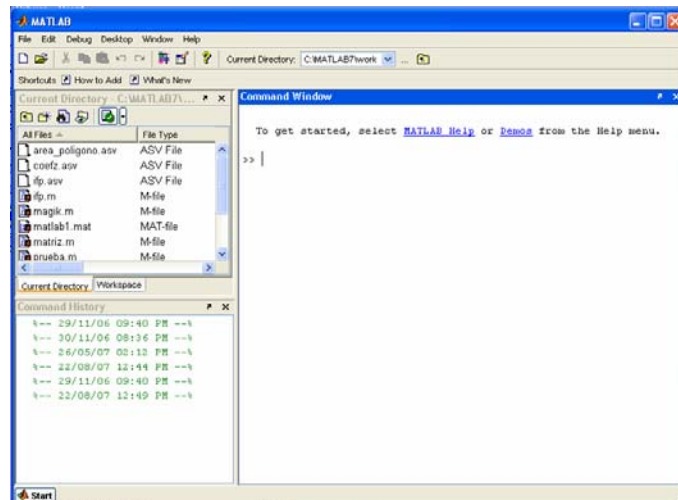 MATLAB
File Edit Debug Desktop Window Help
Current Directory: C:\MATLAB7\work
Shortcuts How to Add What's New
Current Directory - C:\MATLAB7\...
All Files File Type
area_poligono.asv ASV File
coefz.asv ASV File
ifp.asv ASV File
ifp.m M-file
magik.m M-file
matlab1.mat MAT-file
matriz.m M-file
prueba.m M-file
Current Directory Workspace
Command History
%-- 29/11/06 09:40 PM --%
%-- 30/11/06 08:36 PM --%
%-- 26/05/07 02:12 PM --%
%-- 22/08/07 12:44 PM --%
%-- 29/11/06 09:40 PM --%
%-- 22/08/07 12:49 PM --%
Command Window
To get started, select MATLAB Help or Demos from the Help menu.
>>
Start